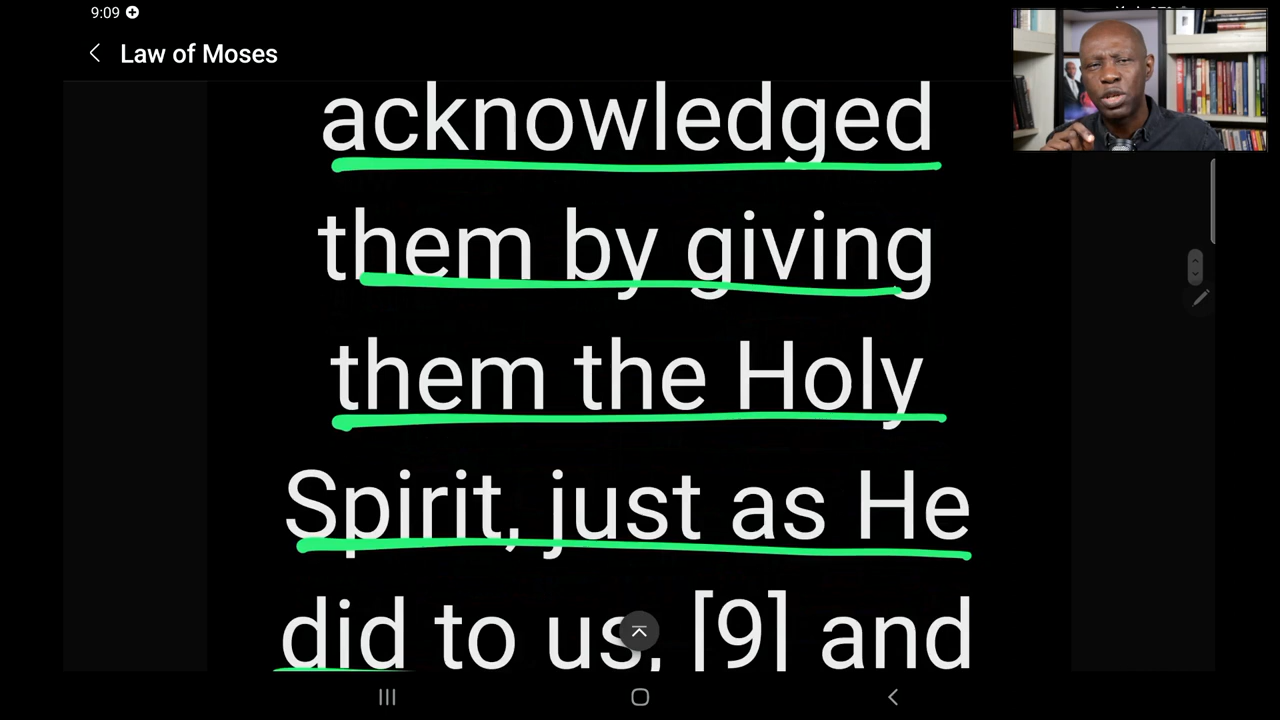 9:09
Law of Moses
acknowledged
them by giving
them the Holy
Spirit, just as He
did to us, [9] and